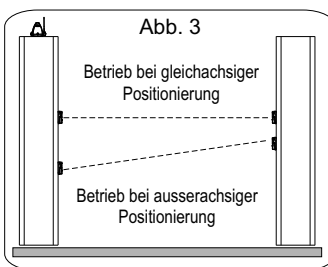 Abb. 3
Betrieb bei gleichachsiger
Positionierung
Betrieb bei ausserachsiger
Positionierung